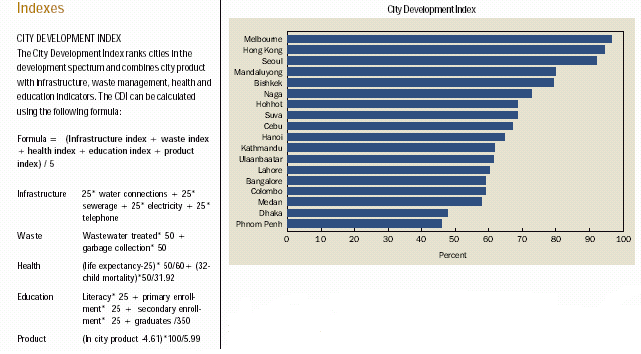 Indexes
CITY DEVELOPMENT INDEX
The City Development Index ranks cities in the
development spectrum and combines city product
with infrastructure, waste management, health and
education indicators. The CDI can be calculated
using the following formula:
Formula = (Infrastructure index + waste index
+ health index + education index + product
index) / 5
Infrastructure 25* water connections + 25*
sewerage + 25* electricity + 25*
telephone
Waste Wastewater treated* 50 +
garbage collection* 50
Health (life expectancy-25)* 50/60+ (32-
child mortality)*50/31.92
Education Literacy* 25 + primary enroll-
ment* 25 + secondary enroll-
ment* 25 + graduates /350
Product (ln city product -4.61)*100/5.99
City Development Index
Melbourne
Hong Kong
Seoul
Mandaluyong
Bishkek
Naga
Hohhot
Suva
Cebu
Hanoi
Kathmandu
Ulaanbaatar
Lahore
Bangalore
Colombo
Medan
Dhaka
Phnom Penh
0 10 20 30 40 50 60 70 80 90 100
Percent